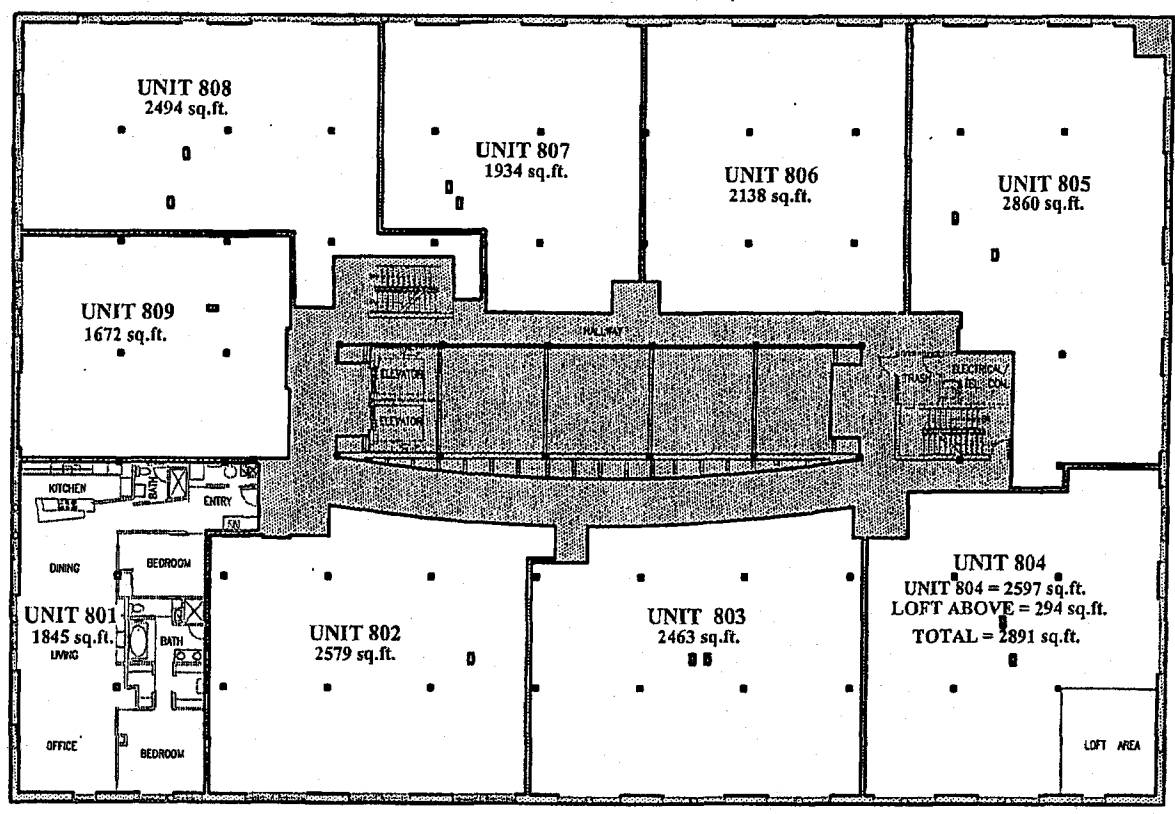 UNIT 808
2494 sq.ft.
UNIT 807
1934 sq.ft.
UNIT 806
2138 sq.ft.
UNIT 805
2860 sq.ft.
UNIT 809
1672 sq.ft.
HALLWAY
ELEVATOR
ELEVATOR
TRASH
ELECTRICAL/
TEL. CON.
KITCHEN
BATH
ENTRY
DINING
BEDROOM
UNIT 801
1845 sq.ft.
LIVING
BATH
OFFICE
BEDROOM
UNIT 802
2579 sq.ft.
UNIT 803
2463 sq.ft.
UNIT 804
UNIT 804 = 2597 sq.ft.
LOFT ABOVE = 294 sq.ft.
TOTAL = 2891 sq.ft.
LOFT AREA